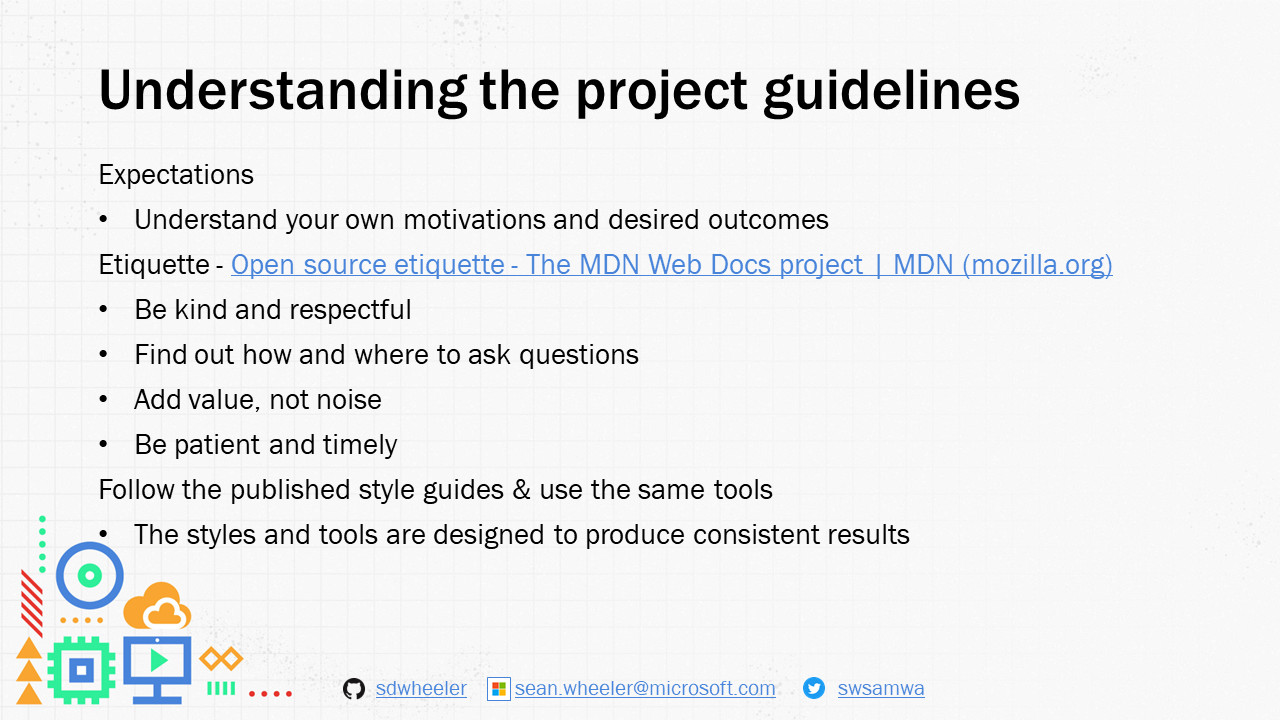 Understanding the project guidelines
Expectations
• Understand your own motivations and desired outcomes
Etiquette - Open source etiquette - The MDN Web Docs project | MDN (mozilla.org)
• Be kind and respectful
• Find out how and where to ask questions
• Add value, not noise
• Be patient and timely
Follow the published style guides & use the same tools
• The styles and tools are designed to produce consistent results
sdwheeler sean.wheeler@microsoft.com swsamwa